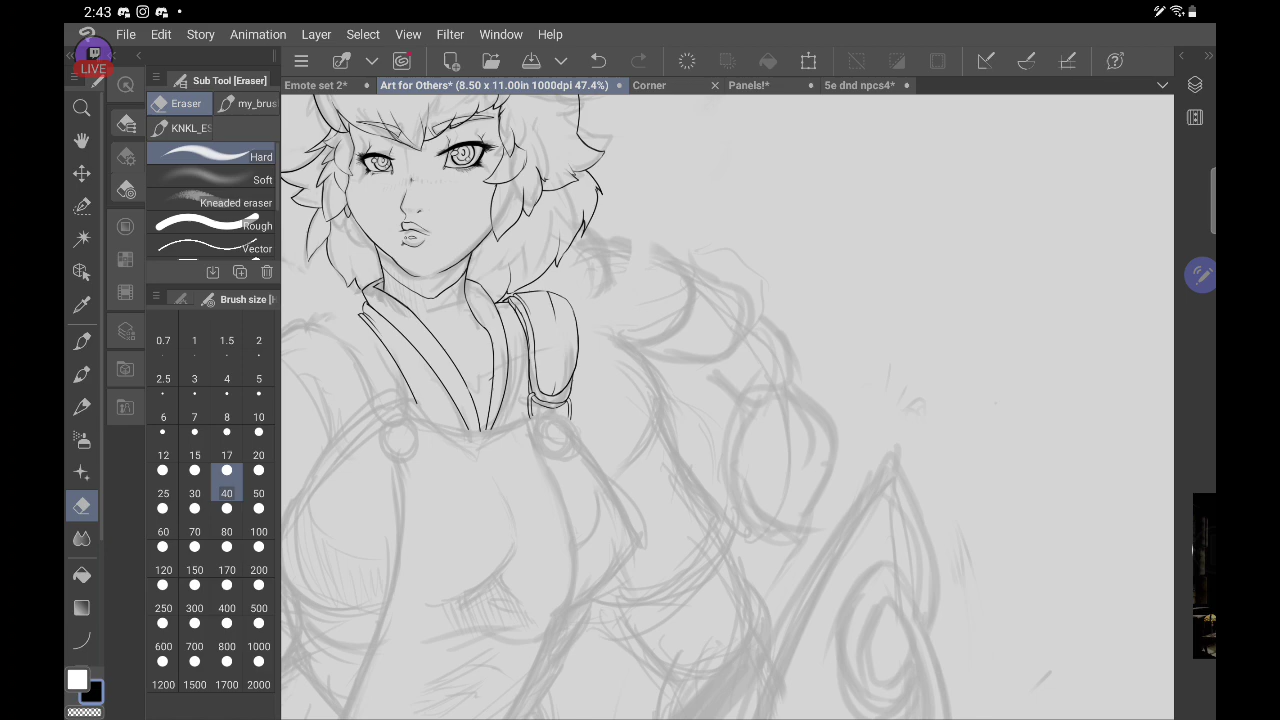 2:43
File Edit Story Animation Layer Select View Filter Window Help
LIVE
Sub Tool [Eraser]
Emote set 2* Art for Others* (8.50 x 11.00in 1000dpi 47.4%) Corner Panels!* 5e dnd npcs4*
Eraser my_brus
KNKL_ES
Hard
Soft
Kneaded eraser
Rough
Vector
Brush size [H
0.7 1 1.5 2
2.5 3 4 5
6 7 8 10
12 15 17 20
25 30 40 50
60 70 80 100
120 150 170 200
250 300 400 500
600 700 800 1000
1200 1500 1700 2000